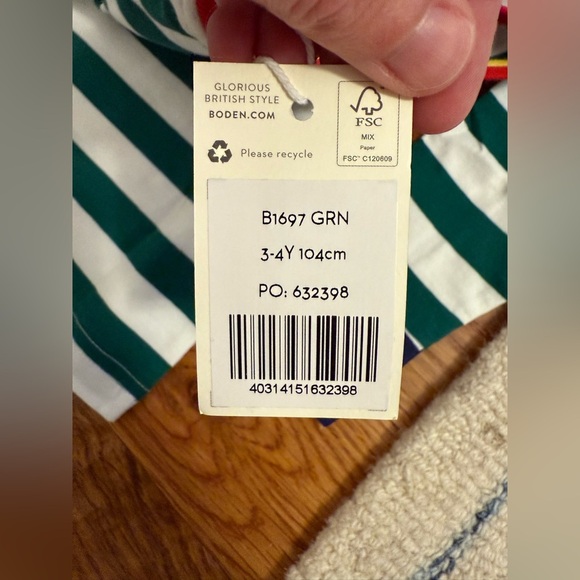 GLORIOUS
BRITISH STYLE
BODEN.COM
Please recycle
FSC
MIX
Paper
FSC™ C120609
B1697 GRN
3-4Y 104cm
PO: 632398
40314151632398